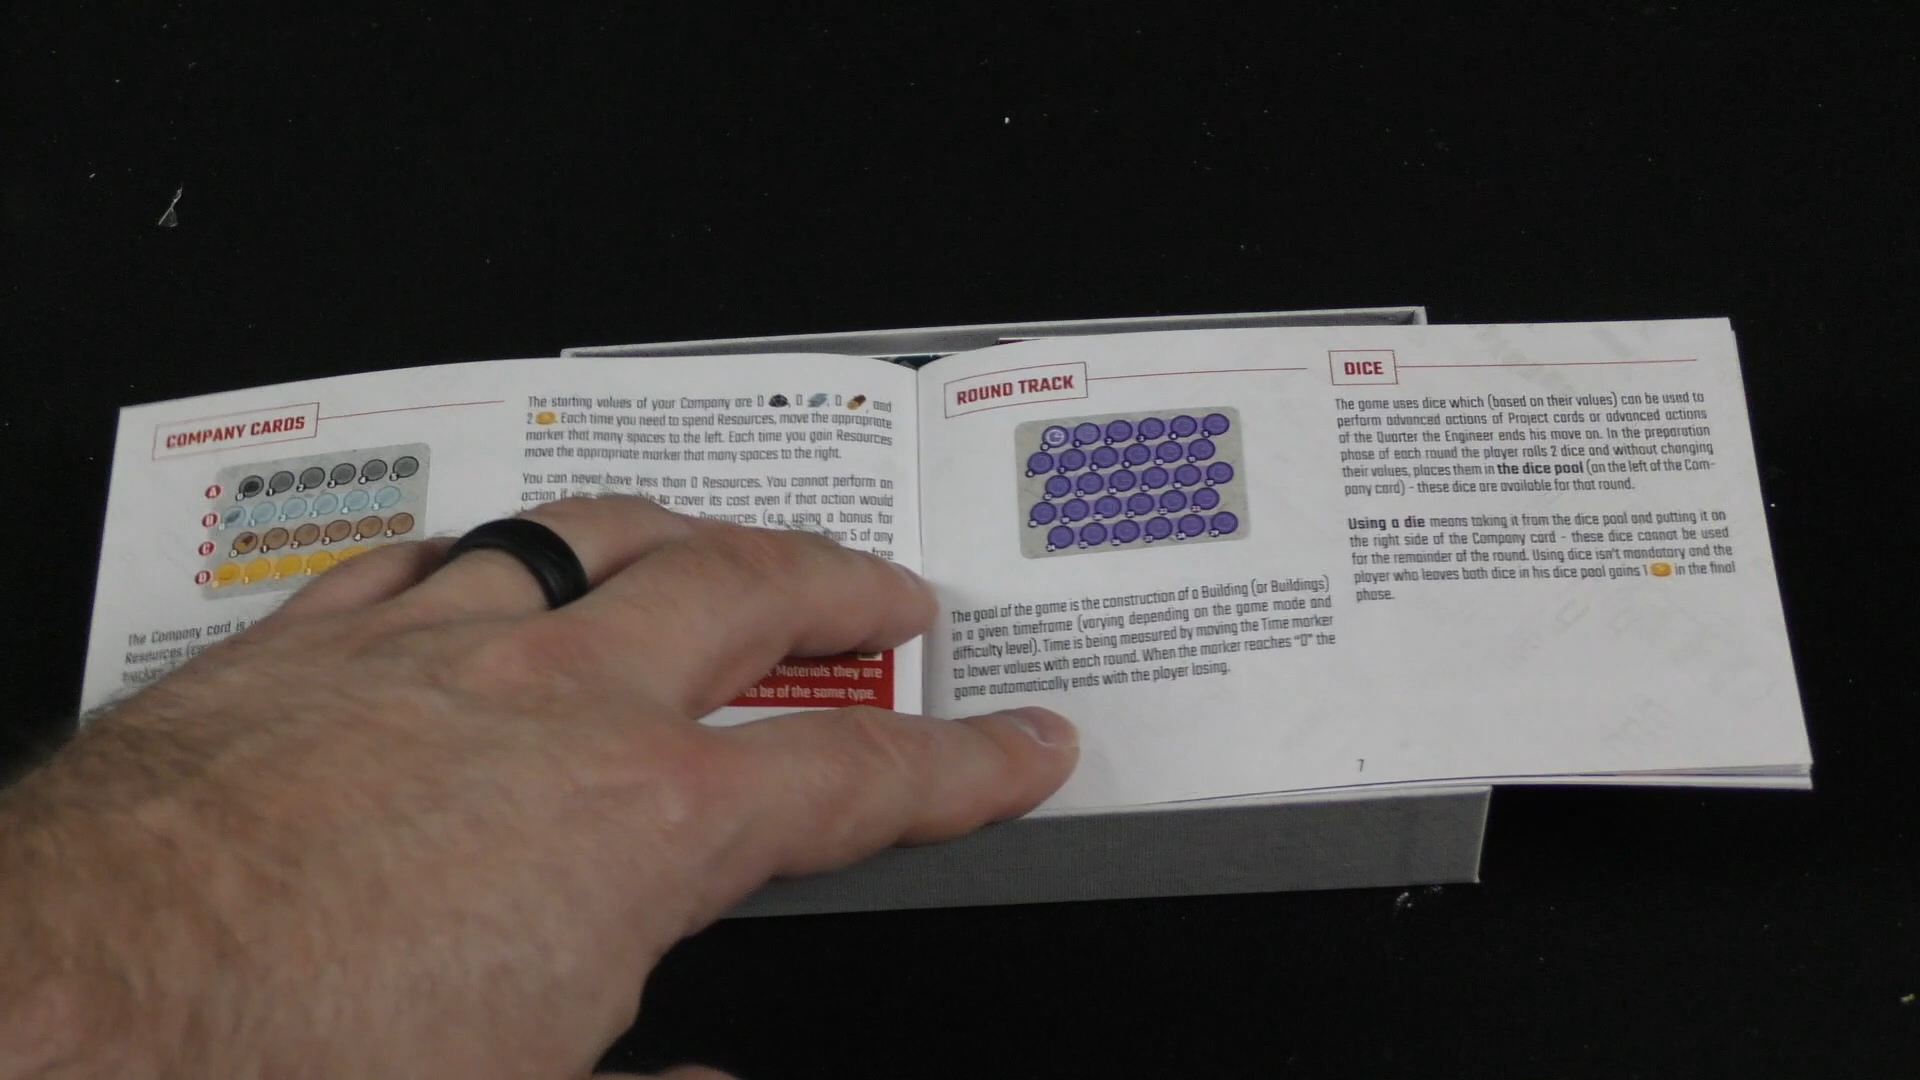 COMPANY CARDS
A
B
C
D
The Company card is
Resources
The starting values of your Company are 0 , 0 , 0 , and
2 . Each time you need to spend Resources, move the appropriate
marker that many spaces to the left. Each time you gain Resources
move the appropriate marker that many spaces to the right.
You can never have less than 0 Resources. You cannot perform an
action if you to cover its cost even if that action would
Resources (e.g. using a bonus for
than 5 of any
free
Materials they are
to be of the same type.
ROUND TRACK
The goal of the game is the construction of a Building (or Buildings)
in a given timeframe (varying depending on the game mode and
difficulty level). Time is being measured by moving the Time marker
to lower values with each round. When the marker reaches "0" the
game automatically ends with the player losing.
DICE
The game uses dice which (based on their values) can be used to
perform advanced actions of Project cards or advanced actions
of the Quarter the Engineer ends his move on. In the preparation
phase of each round the player rolls 2 dice and without changing
their values, places them in the dice pool (on the left of the Com-
pany card) - these dice are available for that round.
Using a die means taking it from the dice pool and putting it on
the right side of the Company card - these dice cannot be used
for the remainder of the round. Using dice isn't mandatory and the
player who leaves both dice in his dice pool gains 1 in the final
phase.
7